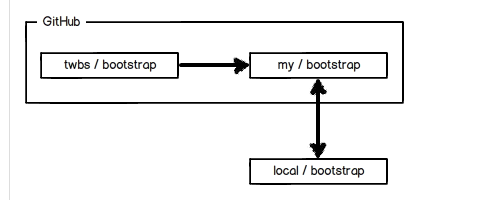 GitHub
twbs / bootstrap
my / bootstrap
local / bootstrap